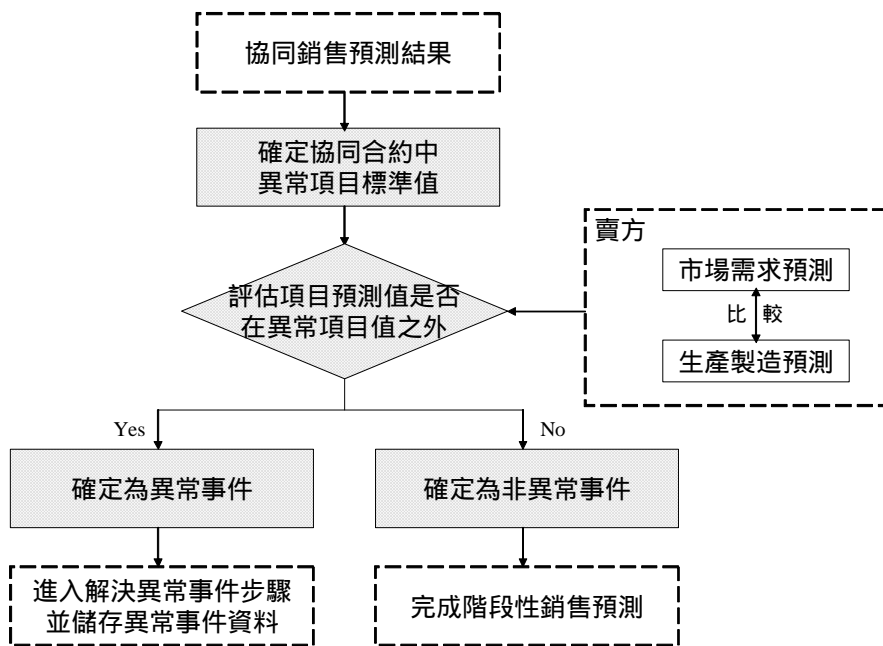 協同銷售預測結果
確定協同合約中
異常項目標準值
賣方
市場需求預測
評估項目預測值是否
在異常項目值之外
比 較
生產製造預測
Yes
No
確定為異常事件
確定為非異常事件
進入解決異常事件步驟
並儲存異常事件資料
完成階段性銷售預測